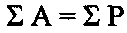 Σ A = Σ P